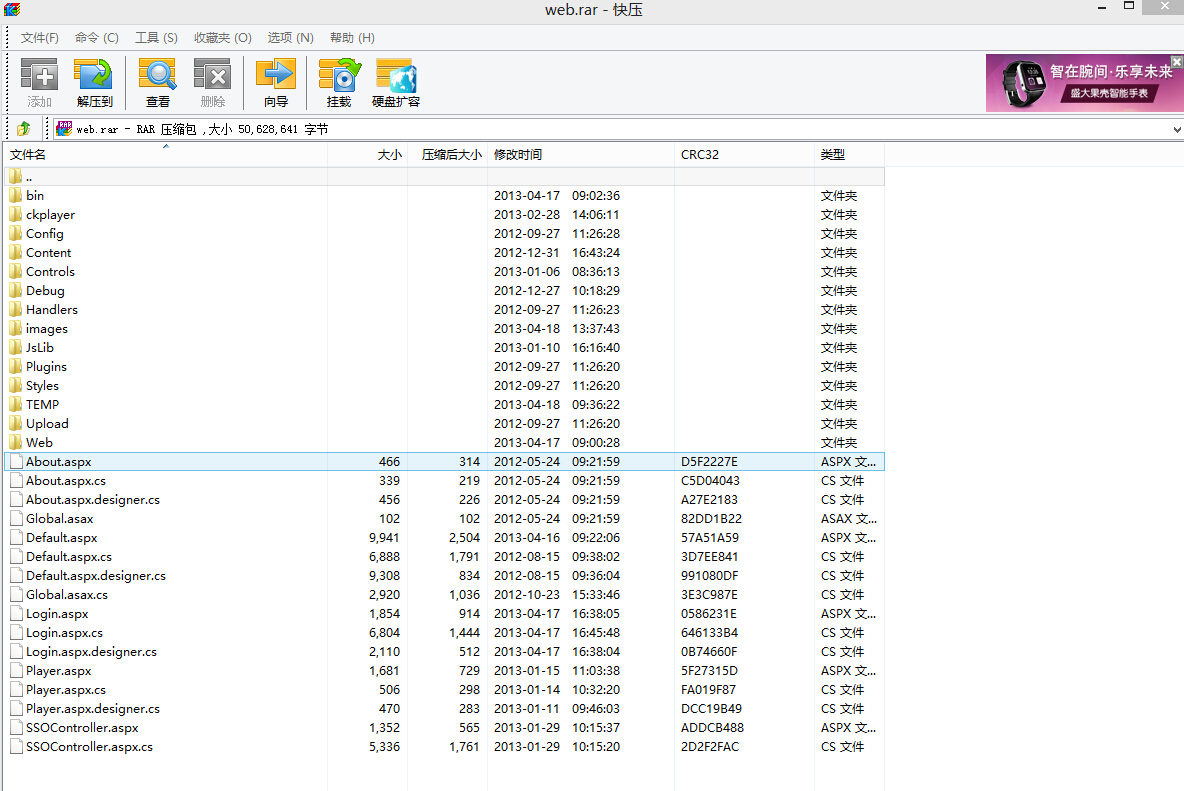 web.rar - 快压
文件(F) 命令 (C) 工具 (S) 收藏夹 (O) 选项 (N) 帮助 (H)
添加 解压到 查看 删除 向导 挂载 硬盘扩容
智在腕间·乐享未来
盛大果壳智能手表
web.rar - RAR 压缩包 ,大小 50,628,641 字节
文件名 大小 压缩后大小 修改时间 CRC32 类型
..
bin 2013-04-17 09:02:36 文件夹
ckplayer 2013-02-28 14:06:11 文件夹
Config 2012-09-27 11:26:28 文件夹
Content 2012-12-31 16:43:24 文件夹
Controls 2013-01-06 08:36:13 文件夹
Debug 2012-12-27 10:18:29 文件夹
Handlers 2012-09-27 11:26:23 文件夹
images 2013-04-18 13:37:43 文件夹
JsLib 2013-01-10 16:16:40 文件夹
Plugins 2012-09-27 11:26:20 文件夹
Styles 2012-09-27 11:26:20 文件夹
TEMP 2013-04-18 09:36:22 文件夹
Upload 2012-09-27 11:26:20 文件夹
Web 2013-04-17 09:00:28 文件夹
About.aspx 466 314 2012-05-24 09:21:59 D5F2227E ASPX 文...
About.aspx.cs 339 219 2012-05-24 09:21:59 C5D04043 CS 文件
About.aspx.designer.cs 456 226 2012-05-24 09:21:59 A27E2183 CS 文件
Global.asax 102 102 2012-05-24 09:21:59 82DD1B22 ASAX 文...
Default.aspx 9,941 2,504 2013-04-16 09:22:06 57A51A59 ASPX 文...
Default.aspx.cs 6,888 1,791 2012-08-15 09:38:02 3D7EE841 CS 文件
Default.aspx.designer.cs 9,308 834 2012-08-15 09:36:04 991080DF CS 文件
Global.asax.cs 2,920 1,036 2012-10-23 15:33:46 3E3C987E CS 文件
Login.aspx 1,854 914 2013-04-17 16:38:05 0586231E ASPX 文...
Login.aspx.cs 6,804 1,444 2013-04-17 16:45:48 646133B4 CS 文件
Login.aspx.designer.cs 2,110 512 2013-04-17 16:38:04 0B74660F CS 文件
Player.aspx 1,681 729 2013-01-15 11:03:38 5F27315D ASPX 文...
Player.aspx.cs 506 298 2013-01-14 10:32:20 FA019F87 CS 文件
Player.aspx.designer.cs 470 283 2013-01-11 09:46:03 DCC19B49 CS 文件
SSOController.aspx 1,352 565 2013-01-29 10:15:37 ADDCB488 ASPX 文...
SSOController.aspx.cs 5,336 1,761 2013-01-29 10:15:20 2D2F2FAC CS 文件